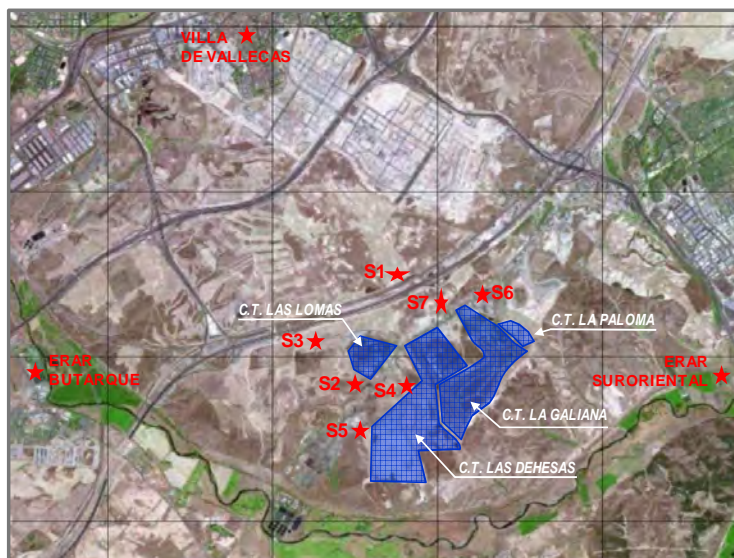 VILLA
DE VALLECAS
S1
S6
S7
C.T. LAS LOMAS
C.T. LA PALOMA
S3
ERAR
BUTARQUE
ERAR
SURORIENTAL
S2
S4
C.T. LA GALIANA
S5
C.T. LAS DEHESAS